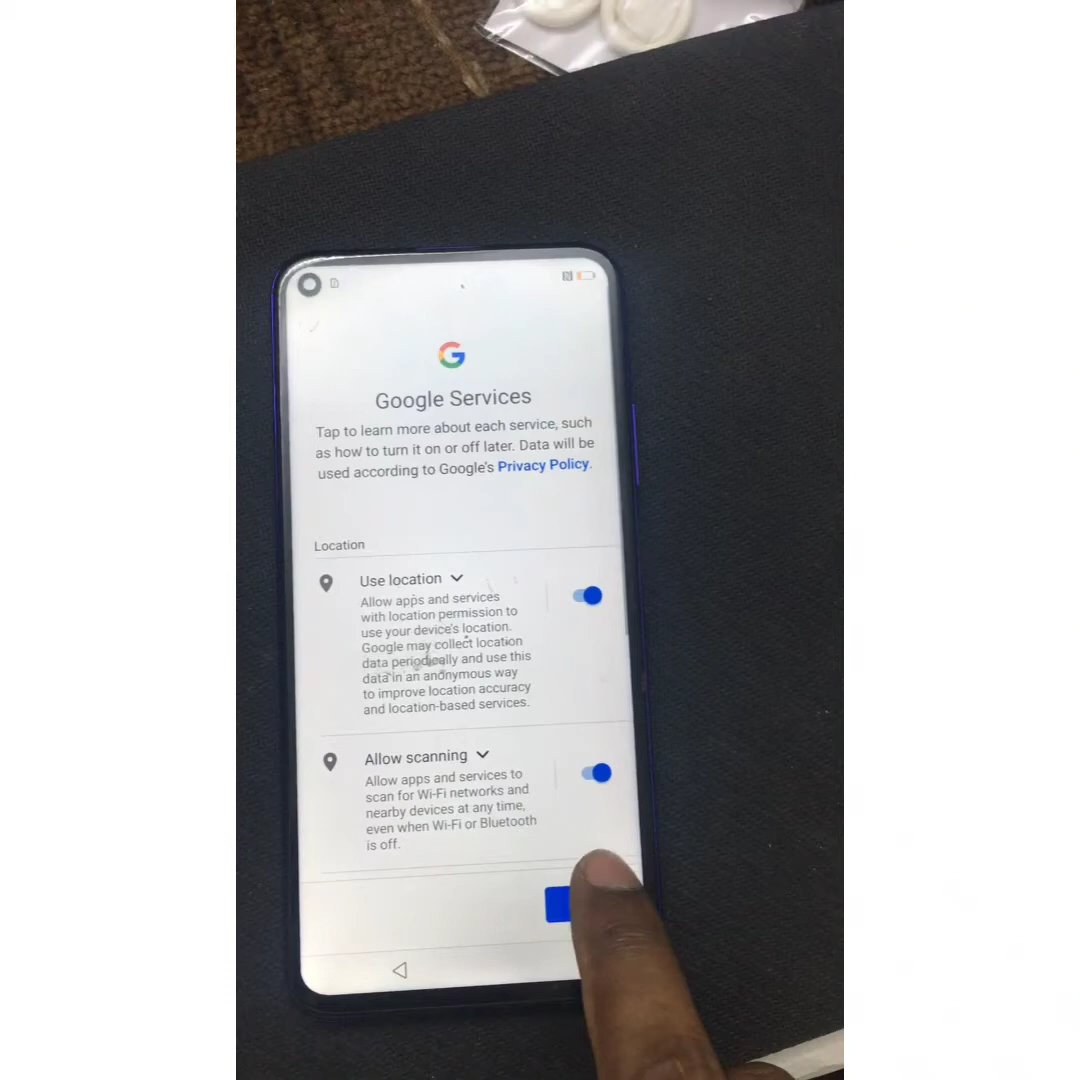 Google Services
Tap to learn more about each service, such
as how to turn it on or off later. Data will be
used according to Google's Privacy Policy.
Location
Use location
Allow apps and services
with location permission to
use your device's location.
Google may collect location
data periodically and use this
data in an anonymous way
to improve location accuracy
and location-based services.
Allow scanning
Allow apps and services to
scan for Wi-Fi networks and
nearby devices at any time,
even when Wi-Fi or Bluetooth
is off.